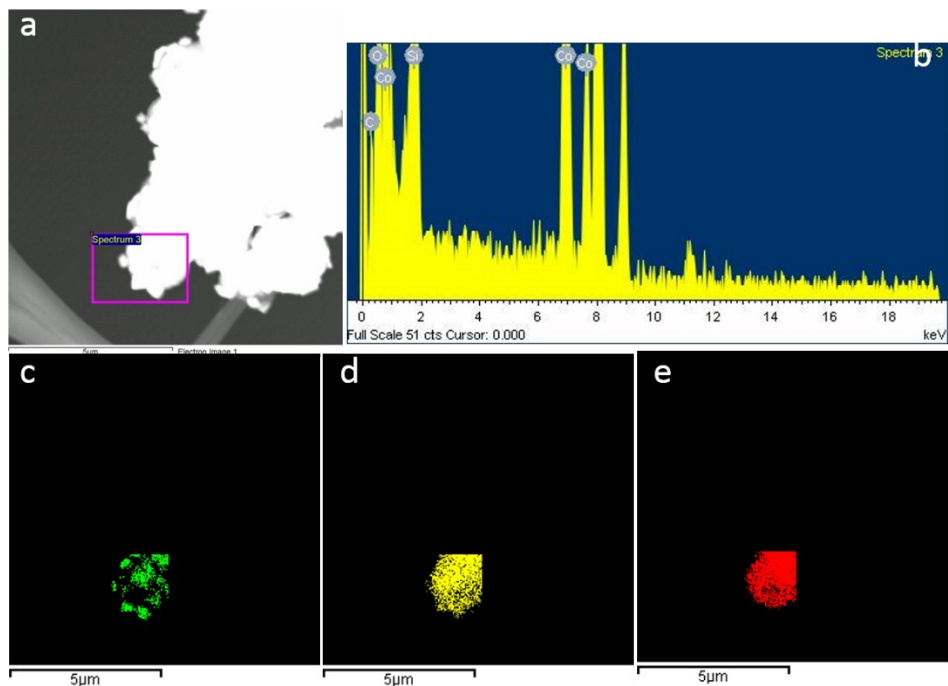 a
b
Spectrum 3
C
O
Co
Si
Co
Co
Spectrum 3
0 2 4 6 8 10 12 14 16 18
Full Scale 51 cts Cursor: 0.000 keV
5µm Electron Image 1
c
d
e
5µm
5µm
5µm